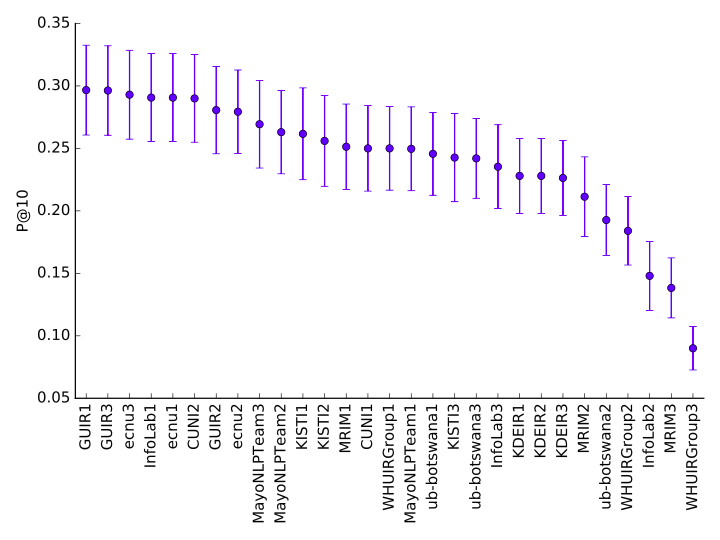 0.35
0.30
0.25
0.20
0.15
0.10
0.05
P@10
GUIR1
GUIR3
ecnu3
InfoLab1
ecnu1
CUNI2
GUIR2
ecnu2
MayoNLPTeam3
MayoNLPTeam2
KISTI1
KISTI2
MRIM1
CUNI1
WHUIRGroup1
MayoNLPTeam1
ub-botswana1
KISTI3
ub-botswana3
InfoLab3
KDEIR1
KDEIR2
KDEIR3
MRIM2
ub-botswana2
WHUIRGroup2
InfoLab2
MRIM3
WHUIRGroup3